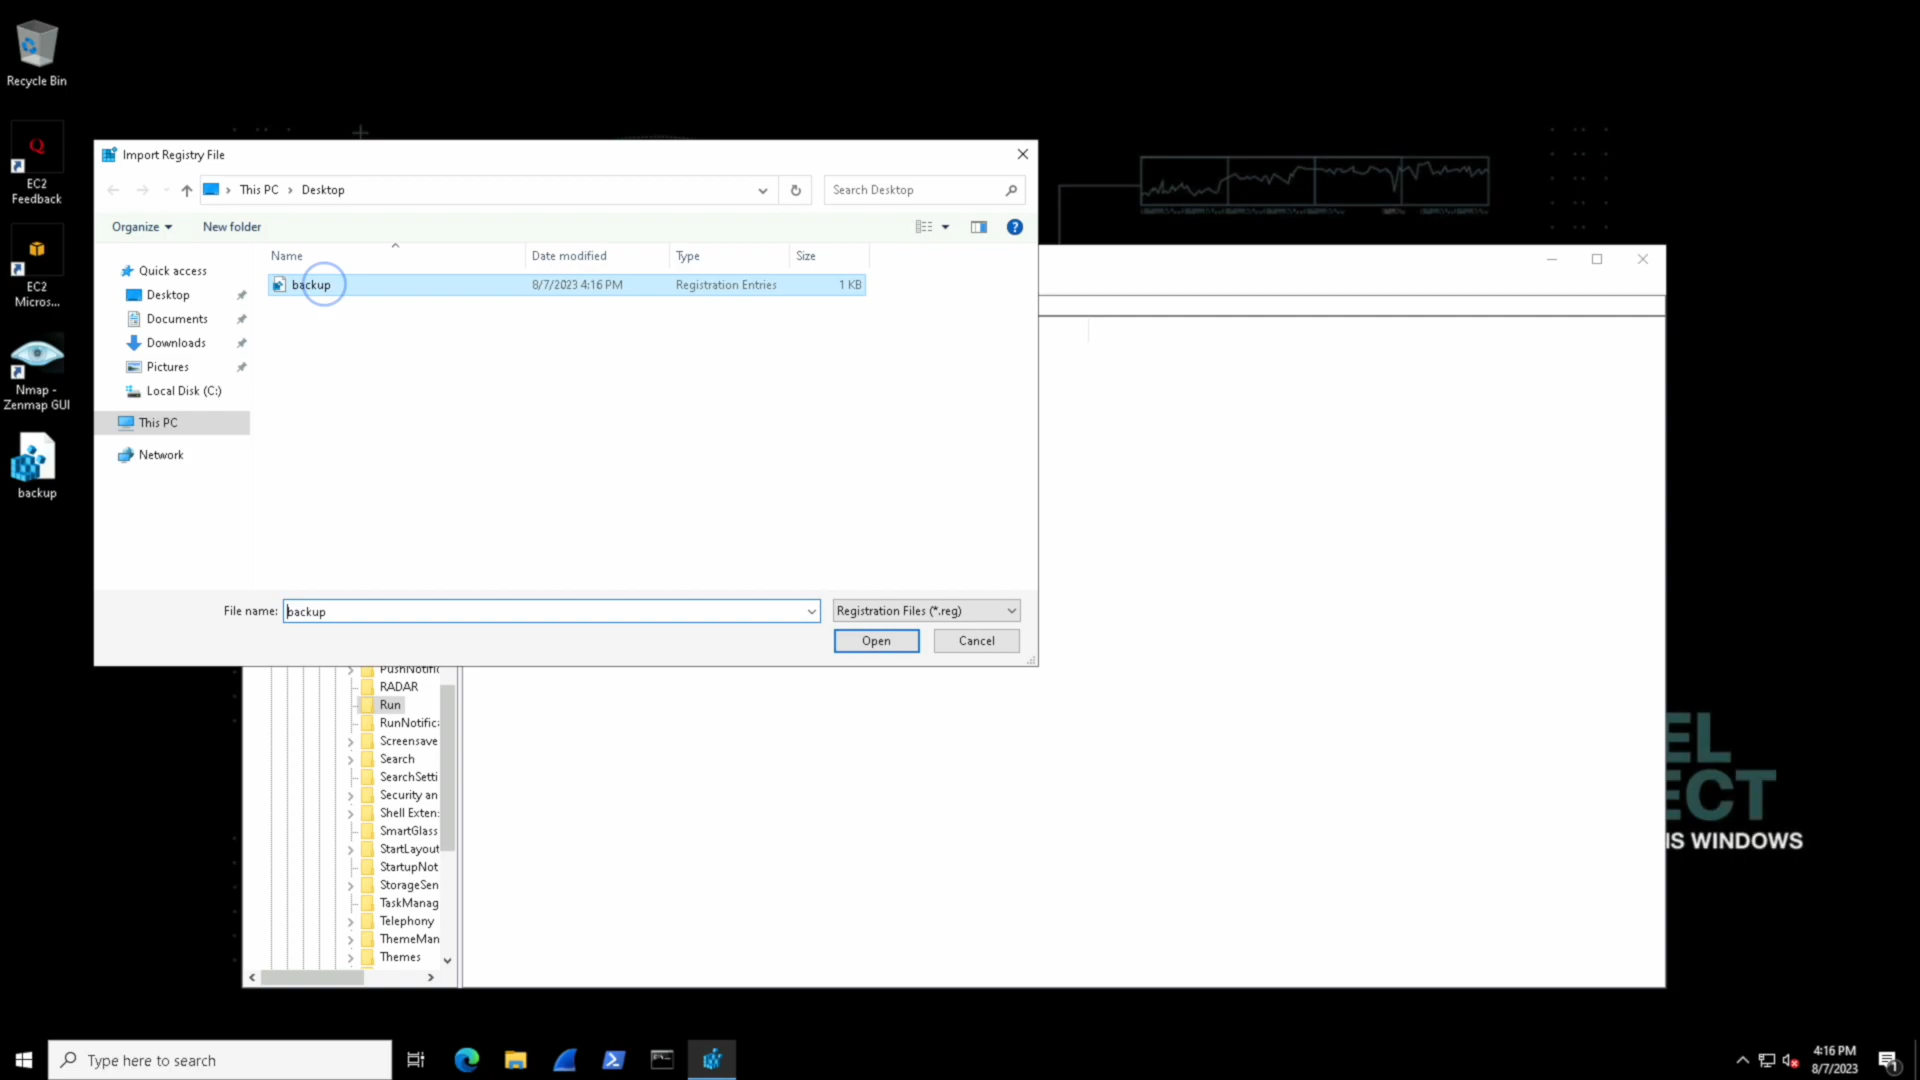 Recycle Bin
EC2
Feedback
EC2
Micros...
Nmap -
Zenmap GUI
backup
Import Registry File
This PC
Desktop
Search Desktop
Organize
New folder
Name
Date modified
Type
Size
backup
8/7/2023 4:16 PM
Registration Entries
1 KB
Quick access
Desktop
Documents
Downloads
Pictures
Local Disk (C:)
This PC
Network
File name:
backup
Registration Files (*.reg)
Open
Cancel
RADAR
Run
RunNotific
Screensave
Search
SearchSetti
Security an
Shell Exten
SmartGlass
StartLayout
StartupNot
StorageSen
TaskManag
Telephony
ThemeMan
Themes
EL
ECT
IS WINDOWS
Type here to search
4:16 PM
8/7/2023
1